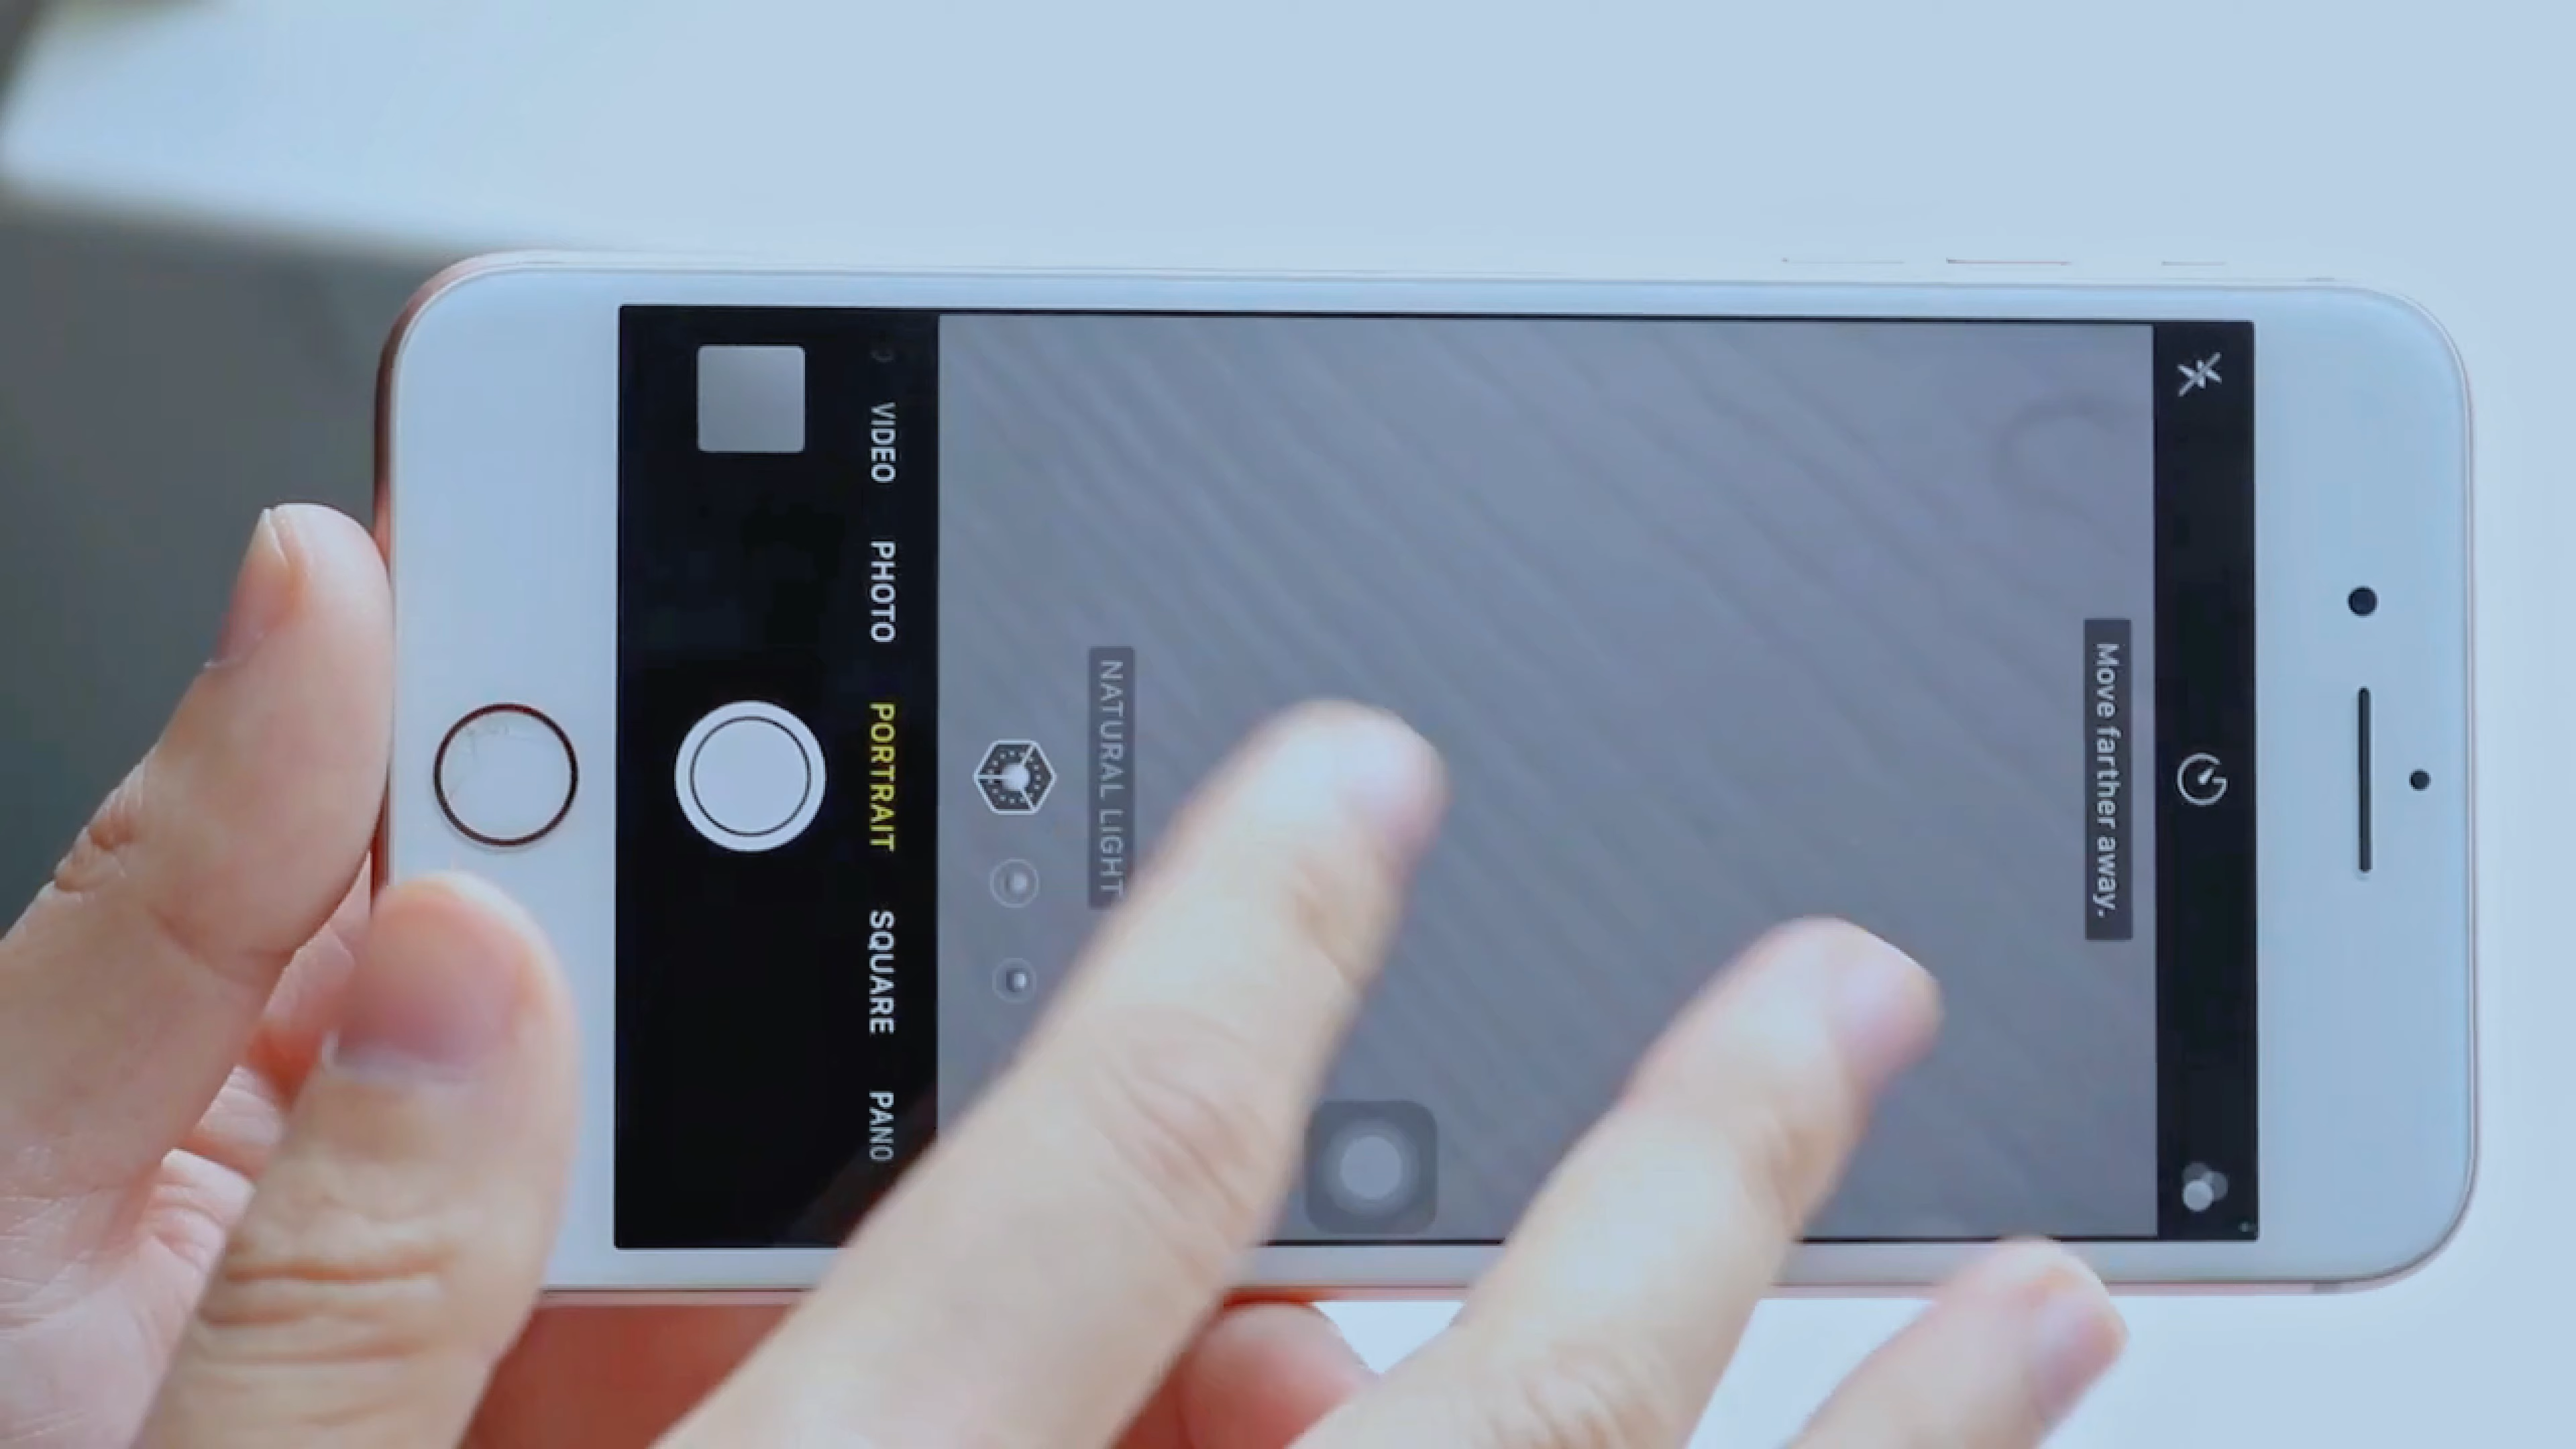 Move farther away.
NATURAL LIGHT
VIDEO
PHOTO
PORTRAIT
SQUARE
PANO